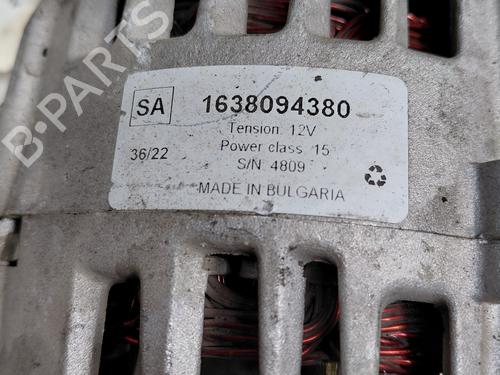 B-PARTS
SA
1638094380
Tension 12V
36/22
Power class 15
S/N 4809
MADE IN BULGARIA